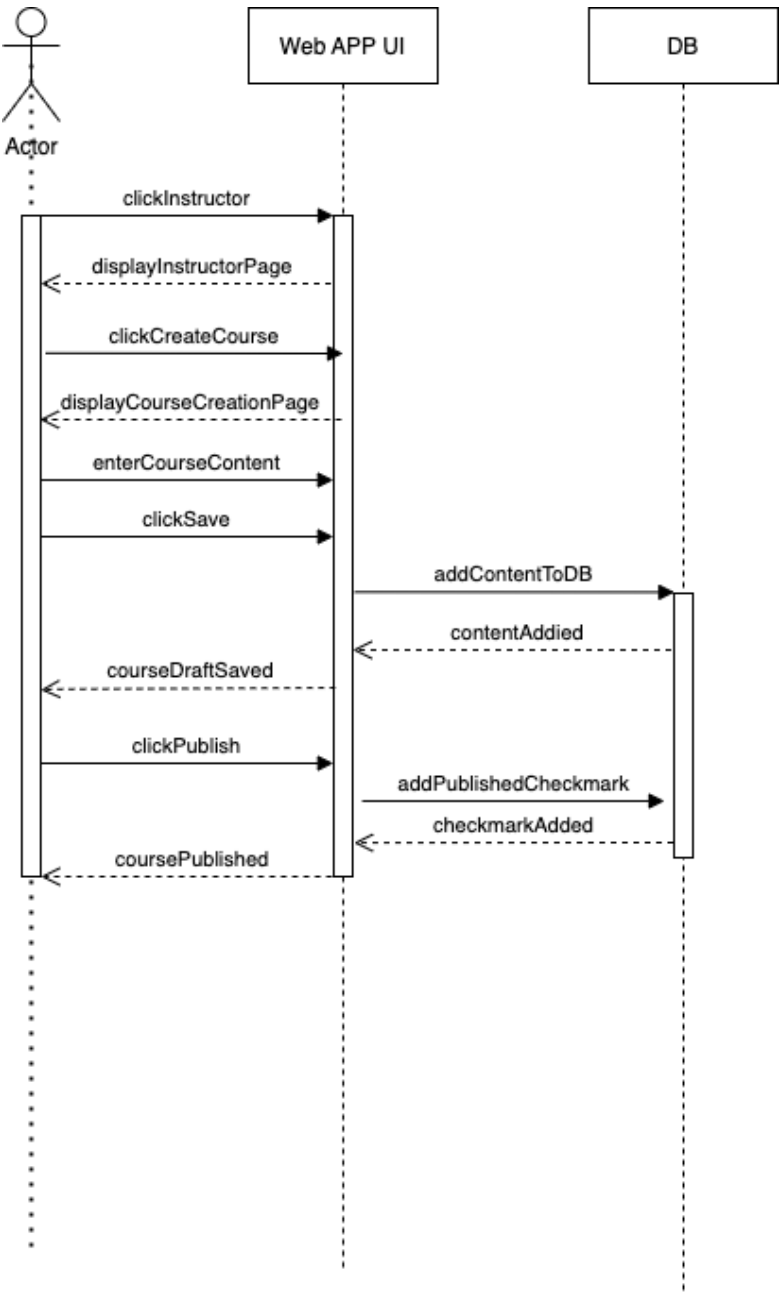 Web APP UI
DB
Actor
clickInstructor
displayInstructorPage
clickCreateCourse
displayCourseCreationPage
enterCourseContent
clickSave
addContentToDB
contentAddied
courseDraftSaved
clickPublish
addPublishedCheckmark
checkmarkAdded
coursePublished